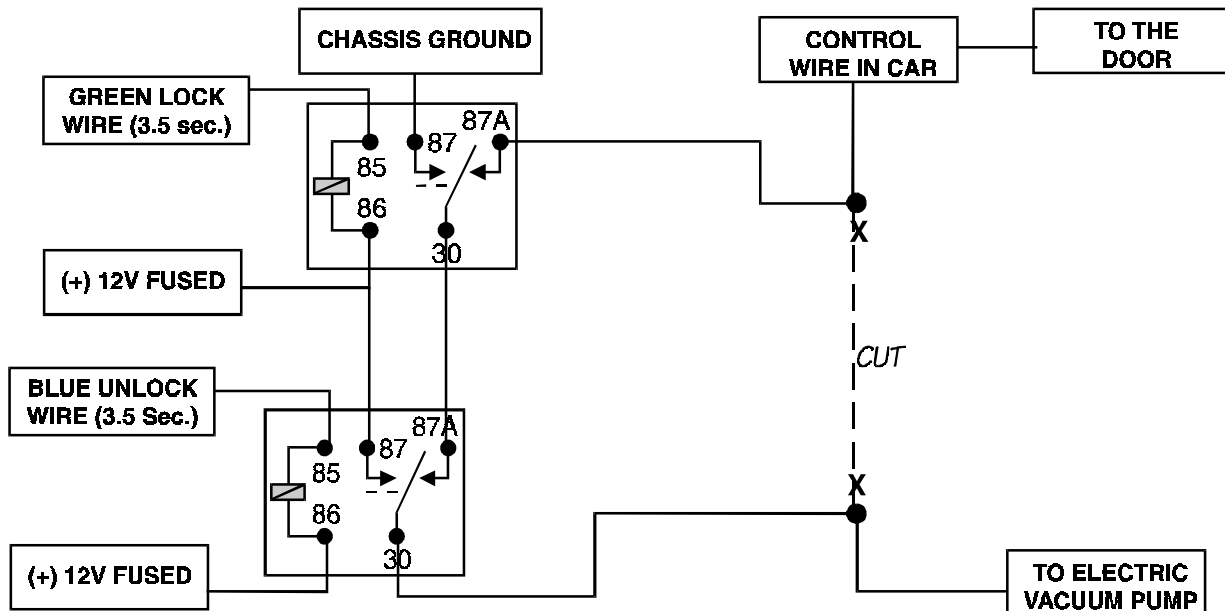 CHASSIS GROUND
CONTROL
WIRE IN CAR
TO THE
DOOR
GREEN LOCK
WIRE (3.5 sec.)
87A
87
85
86
30
X
(+) 12V FUSED
CUT
BLUE UNLOCK
WIRE (3.5 Sec.)
87A
87
85
86
30
X
(+) 12V FUSED
TO ELECTRIC
VACUUM PUMP